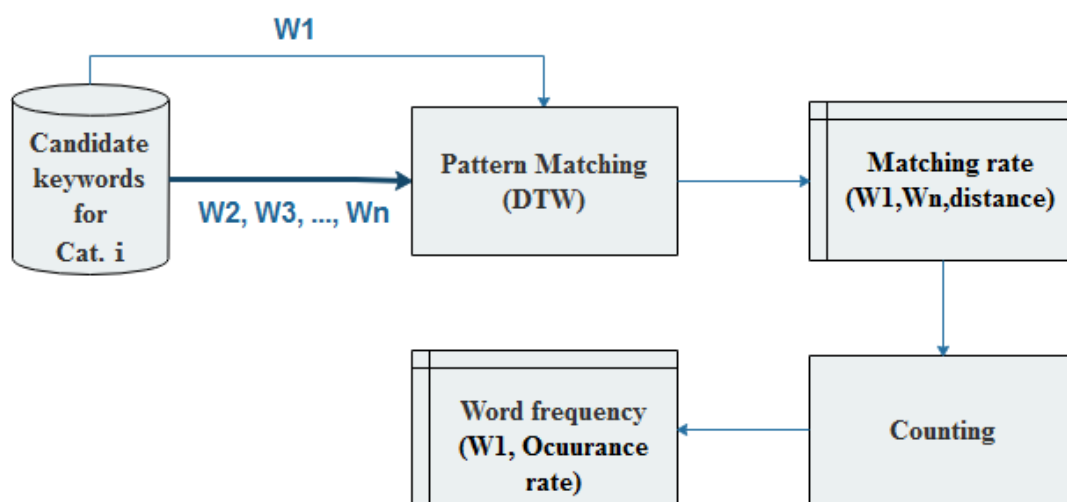 W1
Candidate
keywords
for
Cat. i
W2, W3, ..., Wn
Pattern Matching
(DTW)
Matching rate
(W1,Wn,distance)
Counting
Word frequency
(W1, Ocuurance
rate)